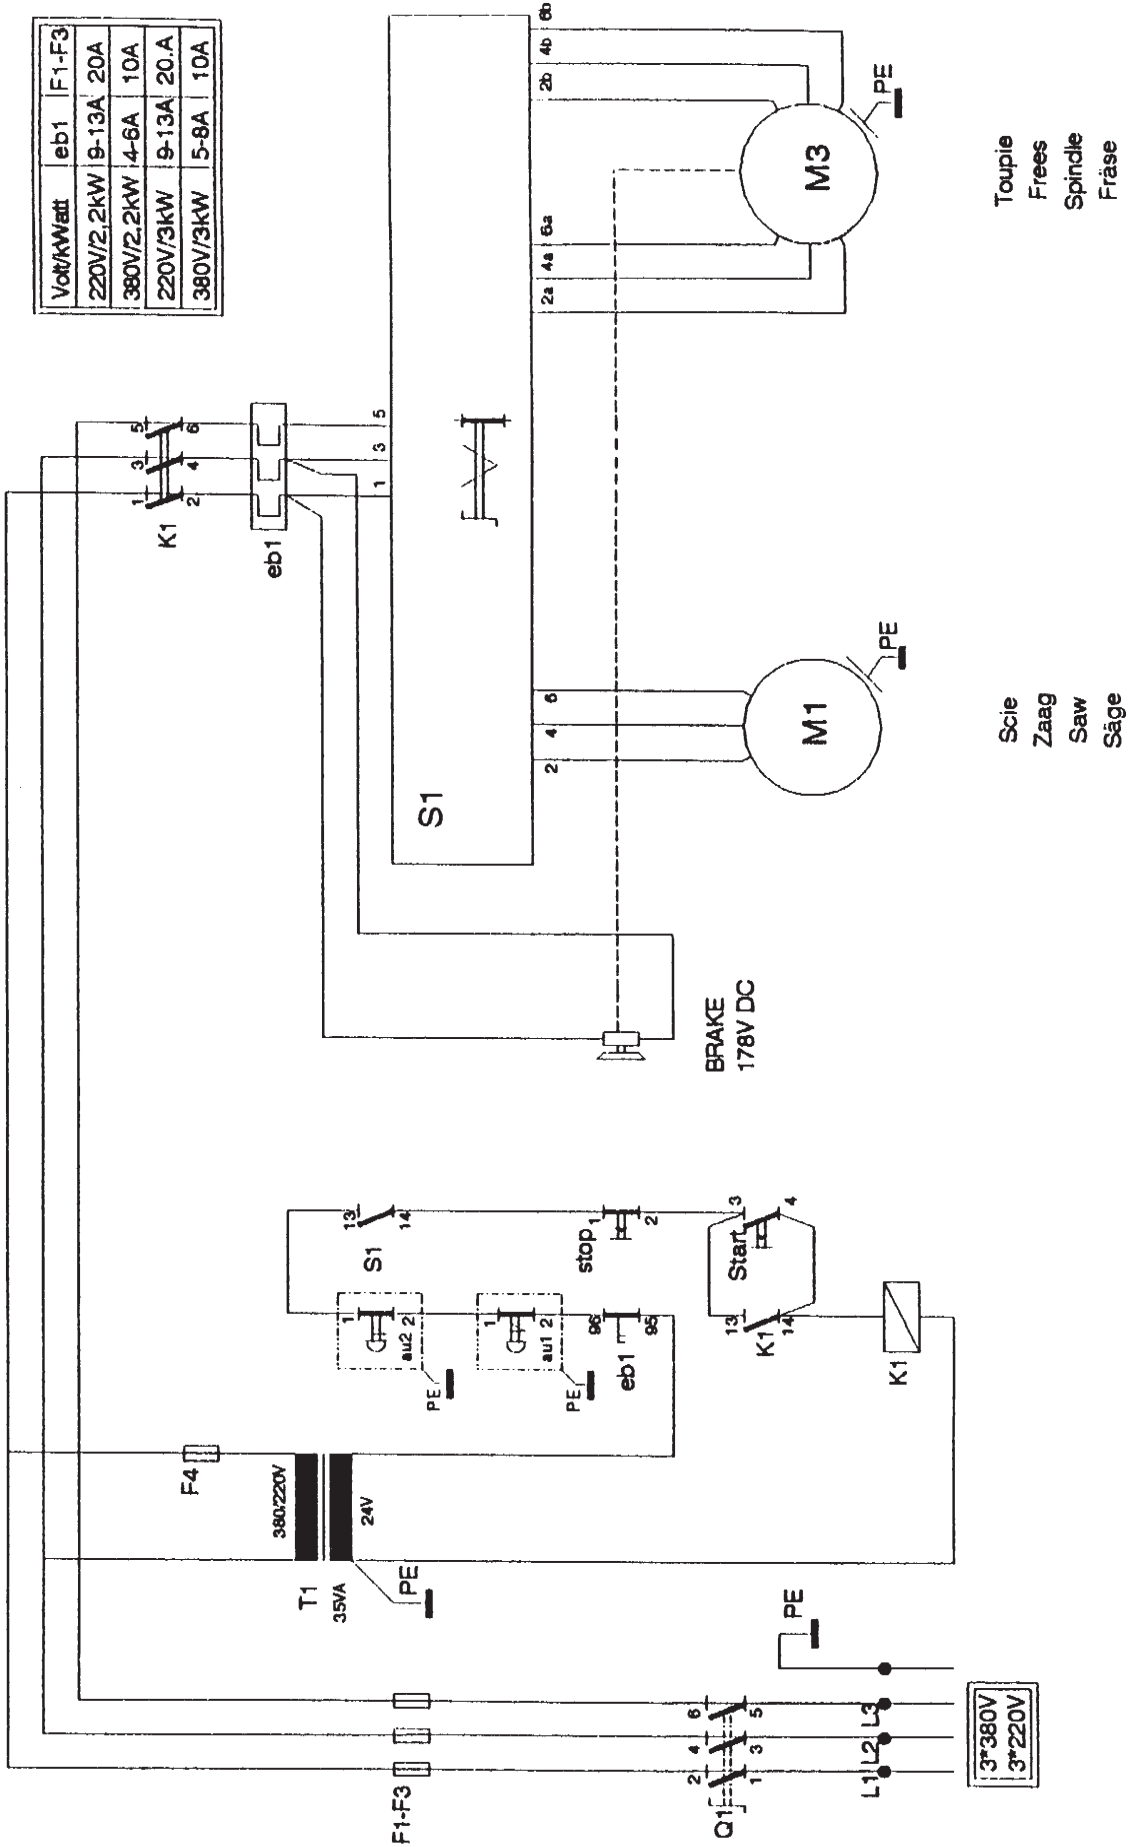 Volt/kWatt eb1 F1-F3
220V/2,2kW 9-13A 20A
380V/2,2kW 4-6A 10A
220V/3kW 9-13A 20.A
380V/3kW 5-8A 10A
F1-F3
Q1
2 4 6
1 3 5
L1 L2 L3
3*380V
3*220V
PE
T1
35VA
380/220V
24V
PE
F4
au2
1
2
PE
au1
1
2
PE
eb1
96
95
S1
13
14
stop
1
2
Start
3
4
K1
13
14
K1
BRAKE
178V DC
K1
1 3 5
2 4 6
eb1
1 3 5
S1
2 4 6
2a 4a 6a
2b 4b 6b
M1
PE
M3
PE
Scie
Zaag
Saw
Säge
Toupie
Frees
Spindle
Fräse